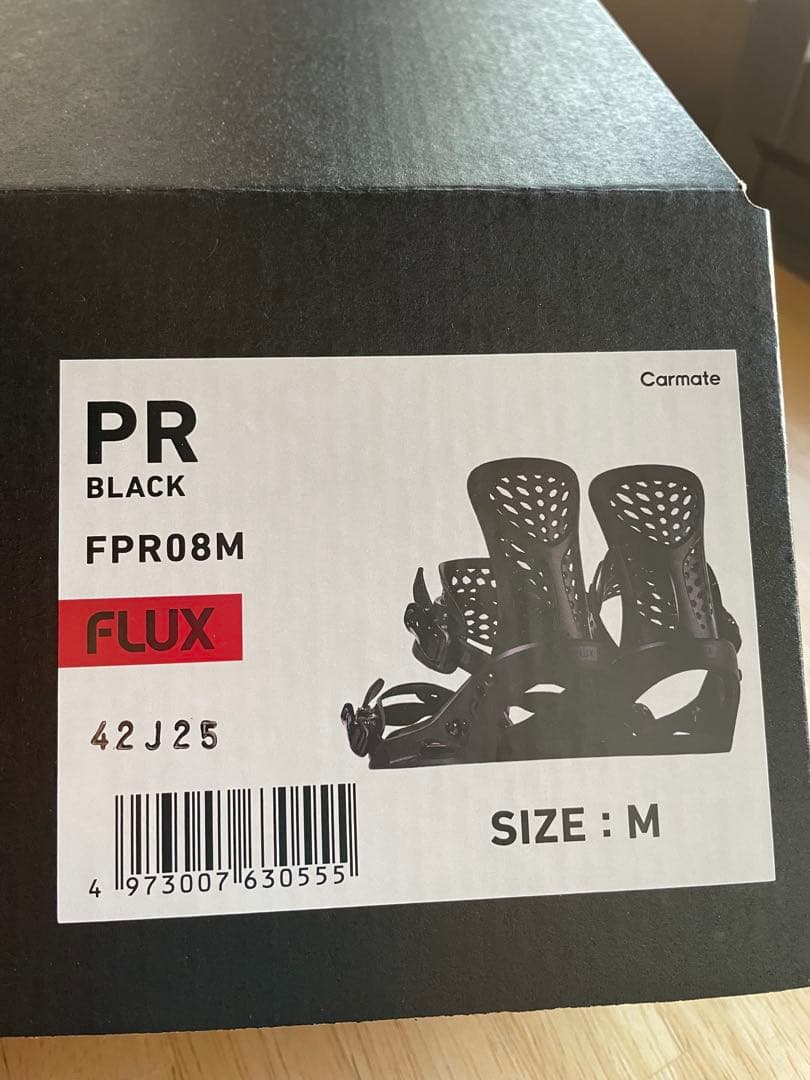 Carmate
PR
BLACK
FPR08M
FLUX
42J25
SIZE : M
4 973007 630555